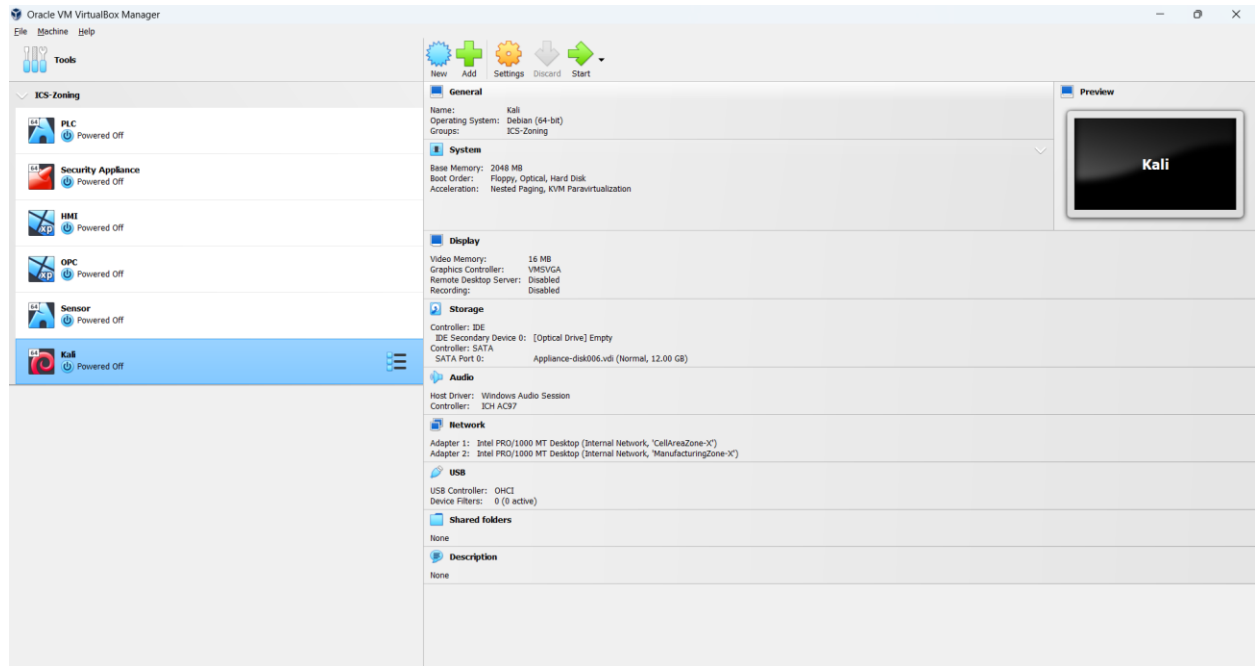 Oracle VM VirtualBox Manager
File Machine Help
Tools
New Add Settings Discard Start
ICS-Zoning
64
PLC
Powered Off
64
Security Appliance
Powered Off
xp
HMI
Powered Off
xp
OPC
Powered Off
64
Sensor
Powered Off
64
Kali
Powered Off
General
Name: Kali
Operating System: Debian (64-bit)
Groups: ICS-Zoning
Preview
Kali
System
Base Memory: 2048 MB
Boot Order: Floppy, Optical, Hard Disk
Acceleration: Nested Paging, KVM Paravirtualization
Display
Video Memory: 16 MB
Graphics Controller: VMSVGA
Remote Desktop Server: Disabled
Recording: Disabled
Storage
Controller: IDE
IDE Secondary Device 0: [Optical Drive] Empty
Controller: SATA
SATA Port 0: Appliance-disk006.vdi (Normal, 12.00 GB)
Audio
Host Driver: Windows Audio Session
Controller: ICH AC97
Network
Adapter 1: Intel PRO/1000 MT Desktop (Internal Network, 'CellAreaZone-X')
Adapter 2: Intel PRO/1000 MT Desktop (Internal Network, 'ManufacturingZone-X')
USB
USB Controller: OHCI
Device Filters: 0 (0 active)
Shared folders
None
Description
None